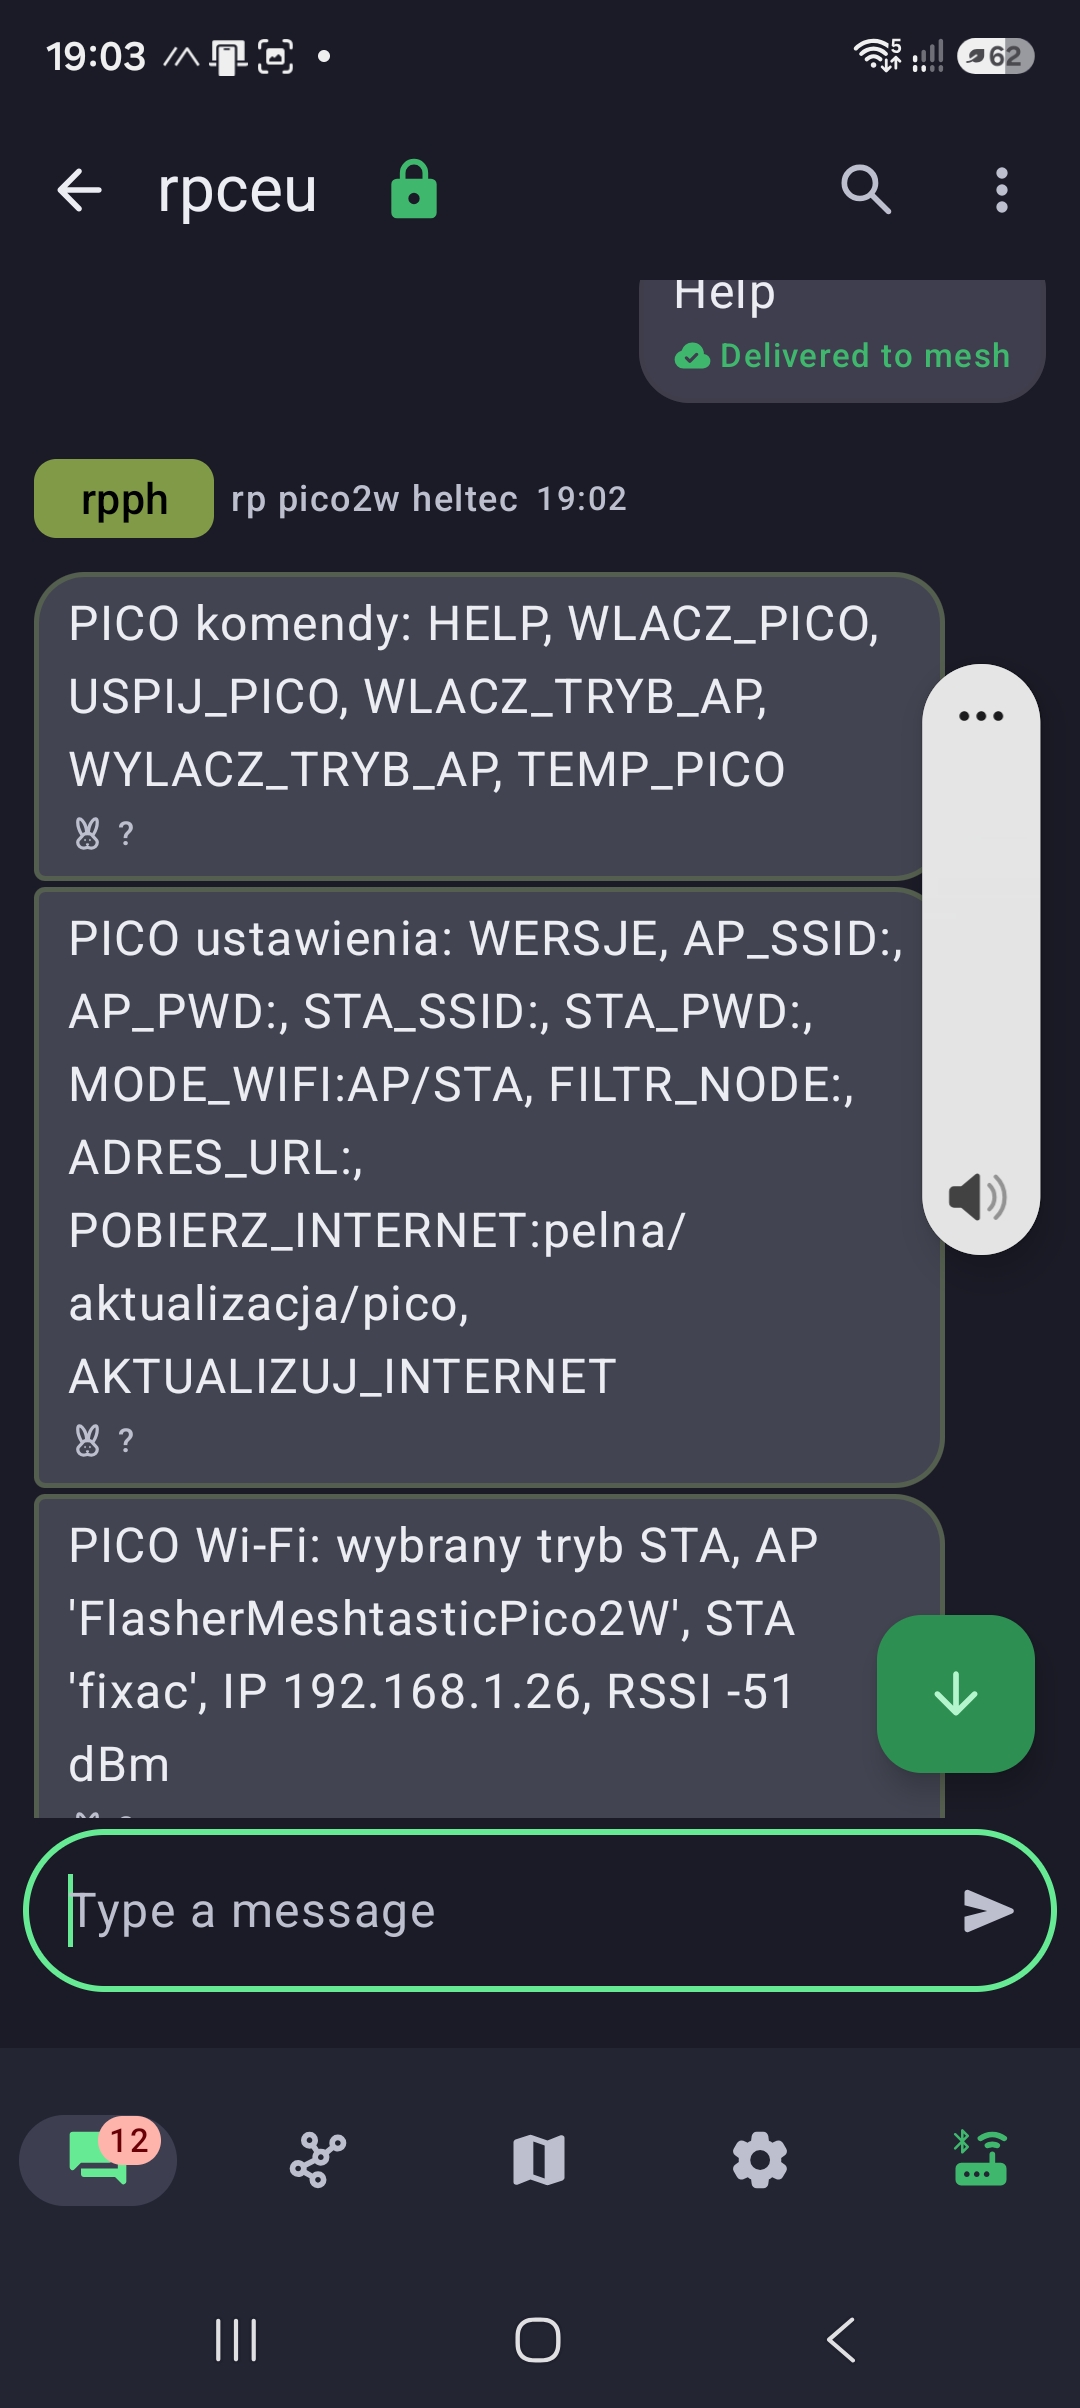 19:03
5
62
rpceu
Help
Delivered to mesh
rpph rp pico2w heltec 19:02
PICO komendy: HELP, WLACZ_PICO,
USPIJ_PICO, WLACZ_TRYB_AP,
WYLACZ_TRYB_AP, TEMP_PICO
?
PICO ustawienia: WERSJE, AP_SSID:,
AP_PWD:, STA_SSID:, STA_PWD:,
MODE_WIFI:AP/STA, FILTR_NODE:,
ADRES_URL:,
POBIERZ_INTERNET:pelna/
aktualizacja/pico,
AKTUALIZUJ_INTERNET
?
PICO Wi-Fi: wybrany tryb STA, AP
'FlasherMeshtasticPico2W', STA
'fixac', IP 192.168.1.26, RSSI -51
dBm
Type a message
12